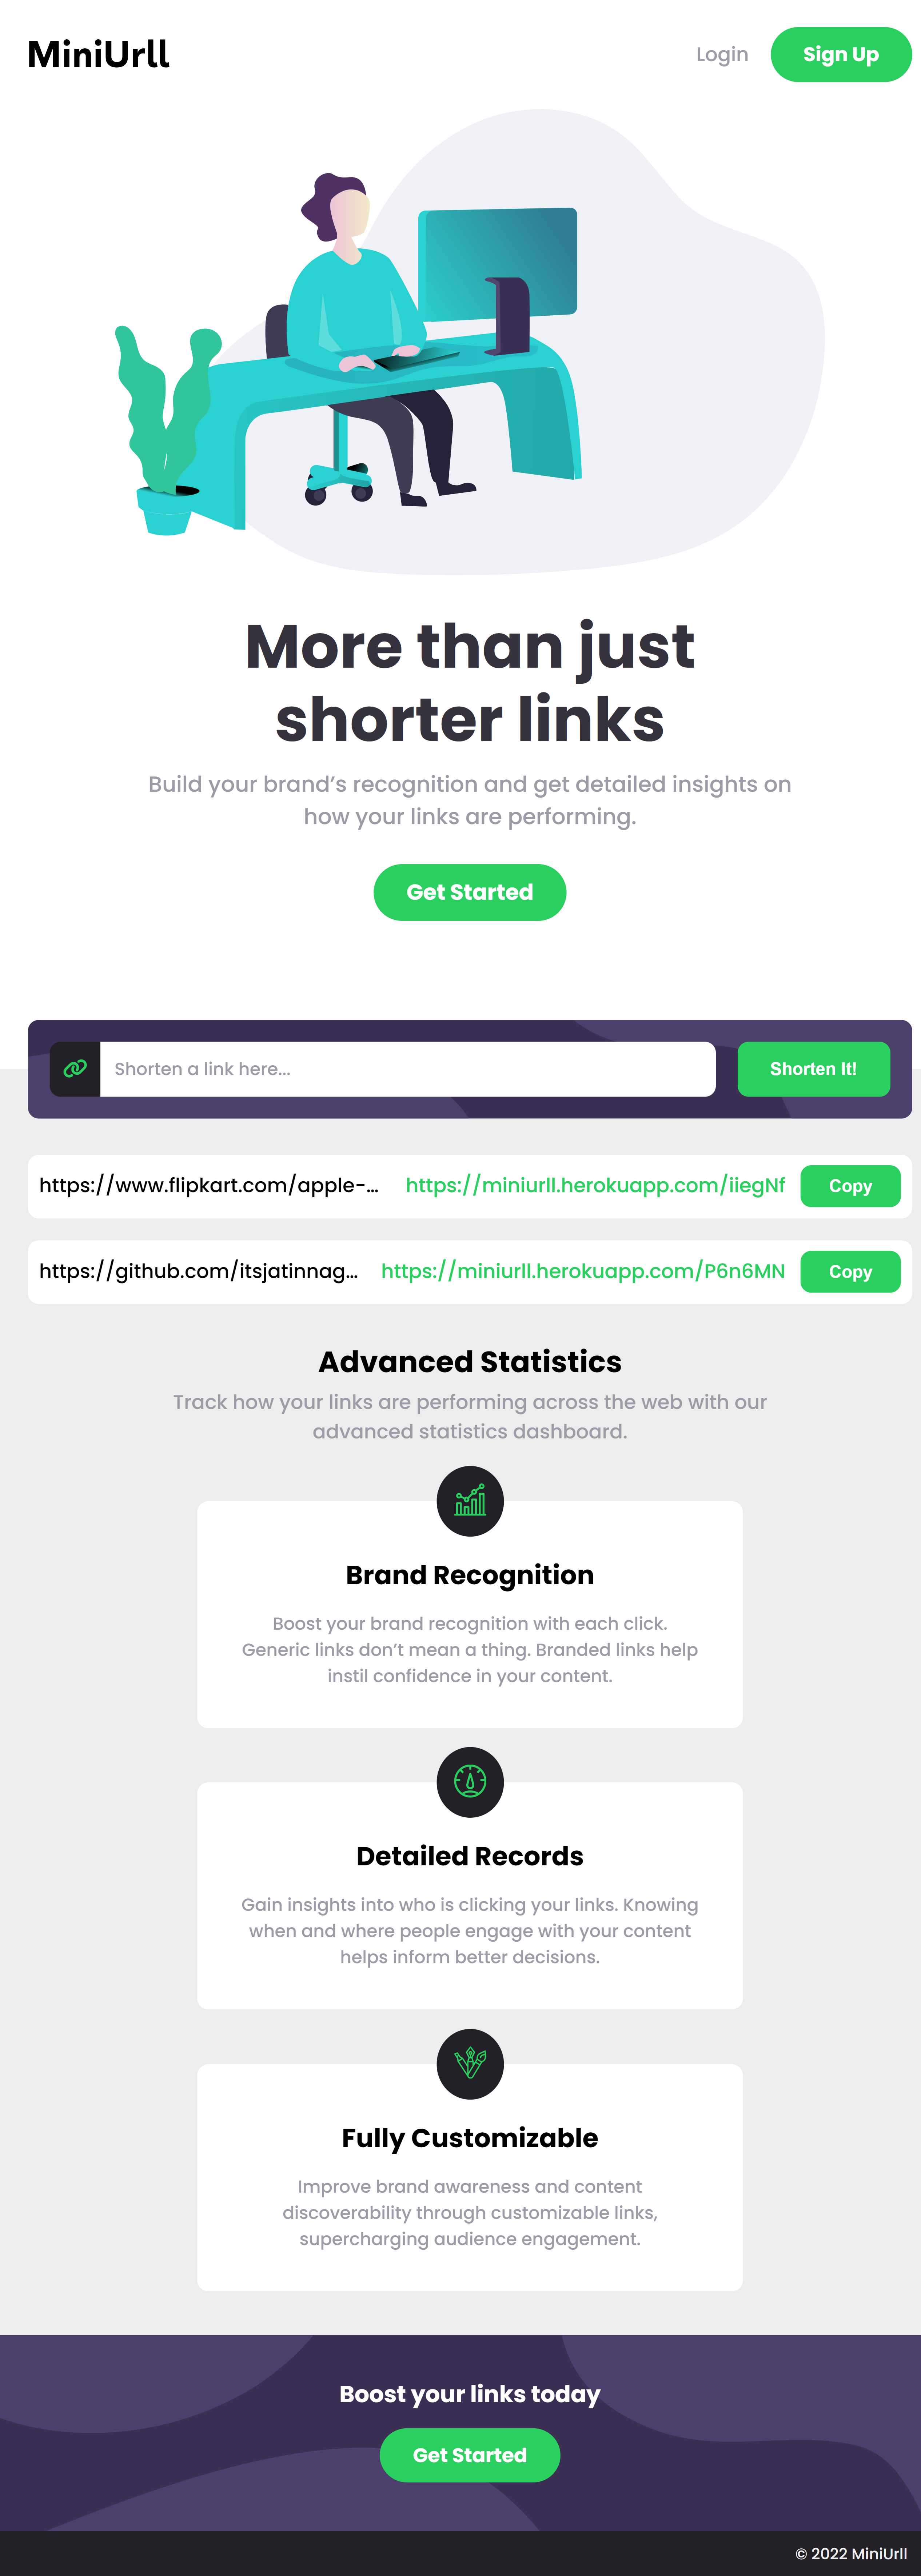 MiniUrll
Login
Sign Up
More than just
shorter links
Build your brand’s recognition and get detailed insights on
how your links are performing.
Get Started
Shorten a link here...
Shorten It!
https://www.flipkart.com/apple-...
https://miniurll.herokuapp.com/iiegNf
Copy
https://github.com/itsjatinnag...
https://miniurll.herokuapp.com/P6n6MN
Copy
Advanced Statistics
Track how your links are performing across the web with our
advanced statistics dashboard.
Brand Recognition
Boost your brand recognition with each click.
Generic links don’t mean a thing. Branded links help
instil confidence in your content.
Detailed Records
Gain insights into who is clicking your links. Knowing
when and where people engage with your content
helps inform better decisions.
Fully Customizable
Improve brand awareness and content
discoverability through customizable links,
supercharging audience engagement.
Boost your links today
Get Started
© 2022 MiniUrll